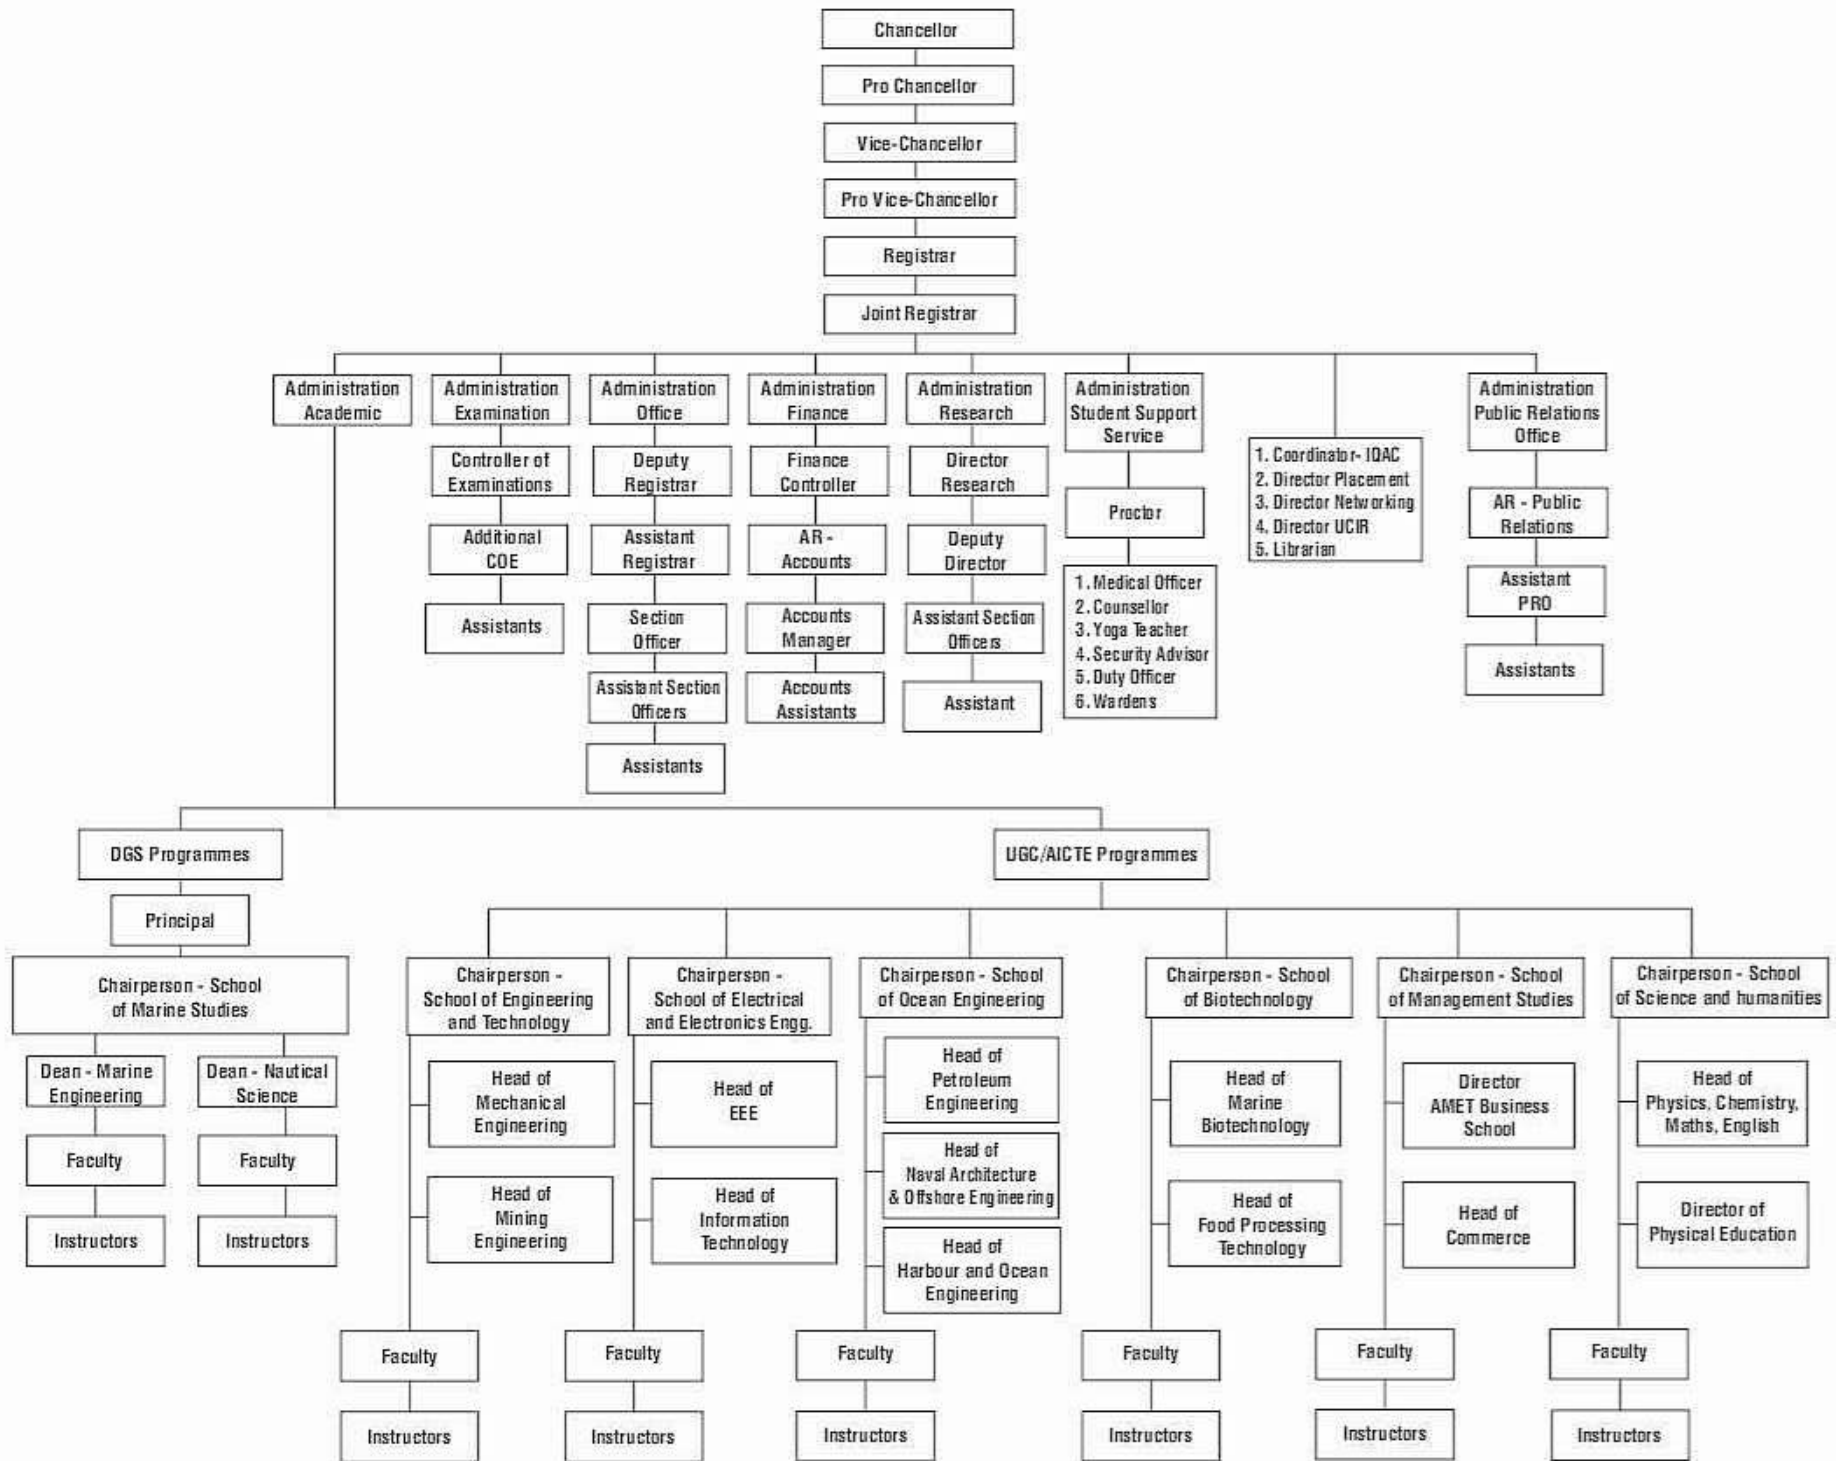 Chancellor
Pro Chancellor
Vice-Chancellor
Pro Vice-Chancellor
Registrar
Joint Registrar
Administration
Academic
Administration
Examination
Administration
Office
Administration
Finance
Administration
Research
Administration
Student Support
Service
Administration
Public Relations
Office
Controller of
Examinations
Deputy
Registrar
Finance
Controller
Director
Research
Proctor
1. Coordinator- IQAC
2. Director Placement
3. Director Networking
4. Director UCIR
5. Librarian
AR - Public
Relations
Additional
COE
Assistant
Registrar
AR -
Accounts
Deputy
Director
1. Medical Officer
2. Counsellor
3. Yoga Teacher
4. Security Advisor
5. Duty Officer
6. Wardens
Assistant
PRO
Assistants
Section
Officer
Accounts
Manager
Assistant Section
Officers
Assistants
Assistant Section
Officers
Accounts
Assistants
Assistant
Assistants
DGS Programmes
UGC/AICTE Programmes
Principal
Chairperson - School
of Marine Studies
Chairperson -
School of Engineering
and Technology
Chairperson -
School of Electrical
and Electronics Engg.
Chairperson - School
of Ocean Engineering
Chairperson - School
of Biotechnology
Chairperson - School
of Management Studies
Chairperson - School
of Science and humanities
Dean - Marine
Engineering
Dean - Nautical
Science
Head of
Mechanical
Engineering
Head of
EEE
Head of
Petroleum
Engineering
Head of
Marine
Biotechnology
Director
AMET Business
School
Head of
Physics, Chemistry,
Maths, English
Faculty
Faculty
Head of
Naval Architecture
& Offshore Engineering
Instructors
Instructors
Head of
Mining
Engineering
Head of
Information
Technology
Head of
Harbour and Ocean
Engineering
Head of
Food Processing
Technology
Head of
Commerce
Director of
Physical Education
Faculty
Faculty
Faculty
Faculty
Faculty
Faculty
Instructors
Instructors
Instructors
Instructors
Instructors
Instructors